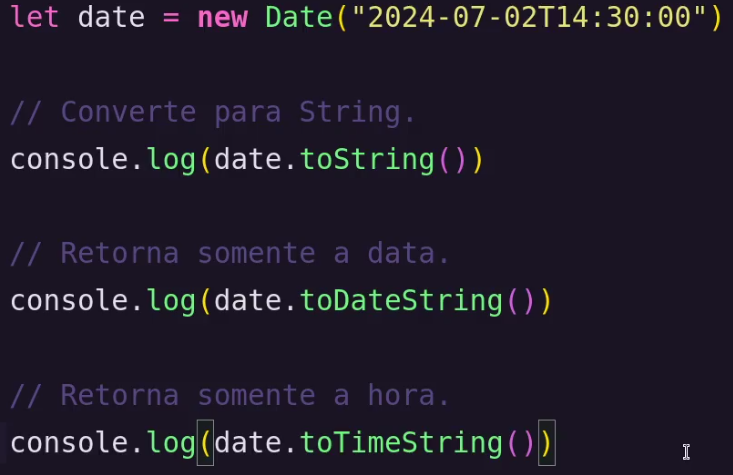 let date = new Date("2024-07-02T14:30:00")
// Converte para String.
console.log(date.toString())
// Retorna somente a data.
console.log(date.toDateString())
// Retorna somente a hora.
console.log(date.toTimeString())